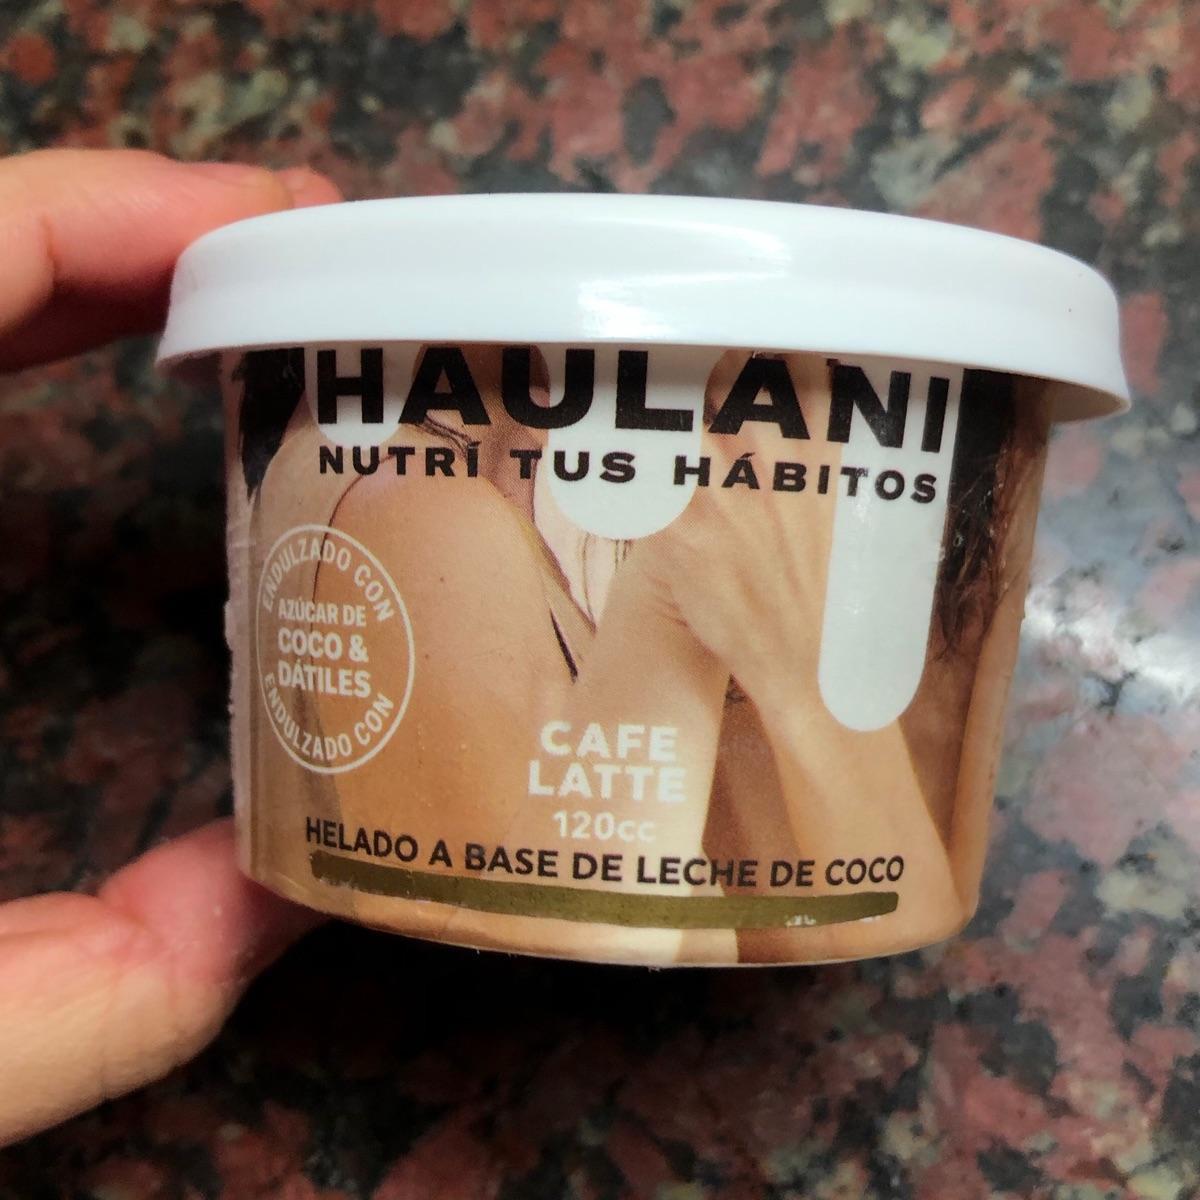 HAULANI
NUTRÍ TUS HÁBITOS
ENDULZADO CON
AZÚCAR DE
COCO &
DÁTILES
ENDULZADO CON
CAFE
LATTE
120cc
HELADO A BASE DE LECHE DE COCO